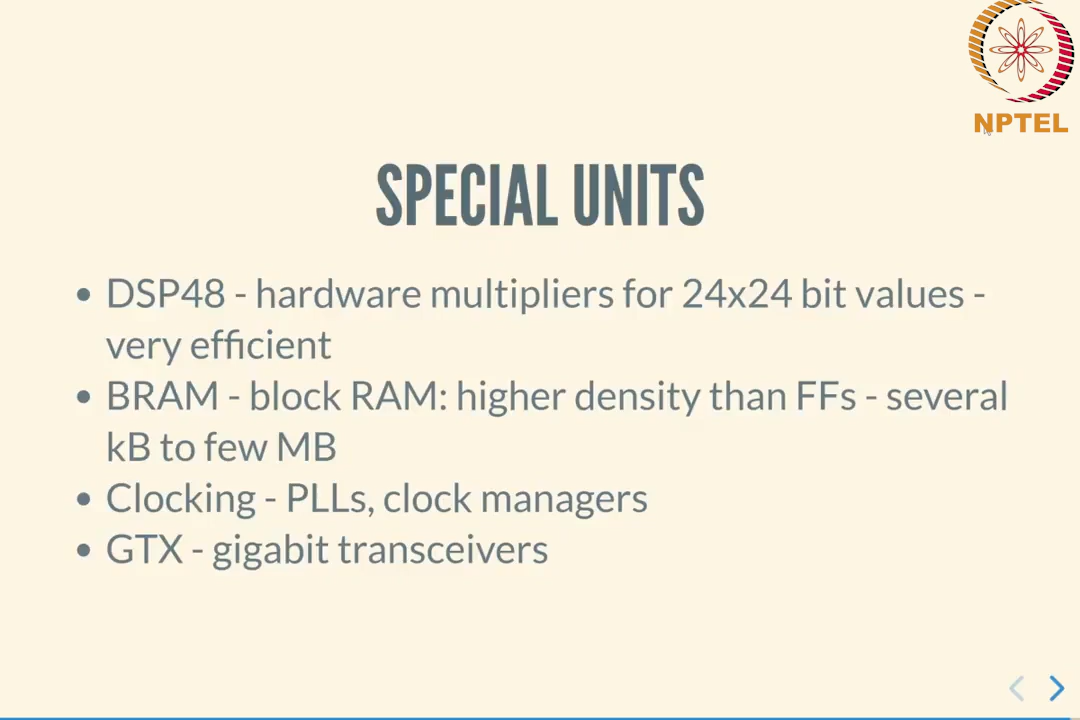 NPTEL
SPECIAL UNITS
• DSP48 - hardware multipliers for 24x24 bit values -
very efficient
• BRAM - block RAM: higher density than FFs - several
kB to few MB
• Clocking - PLLs, clock managers
• GTX - gigabit transceivers